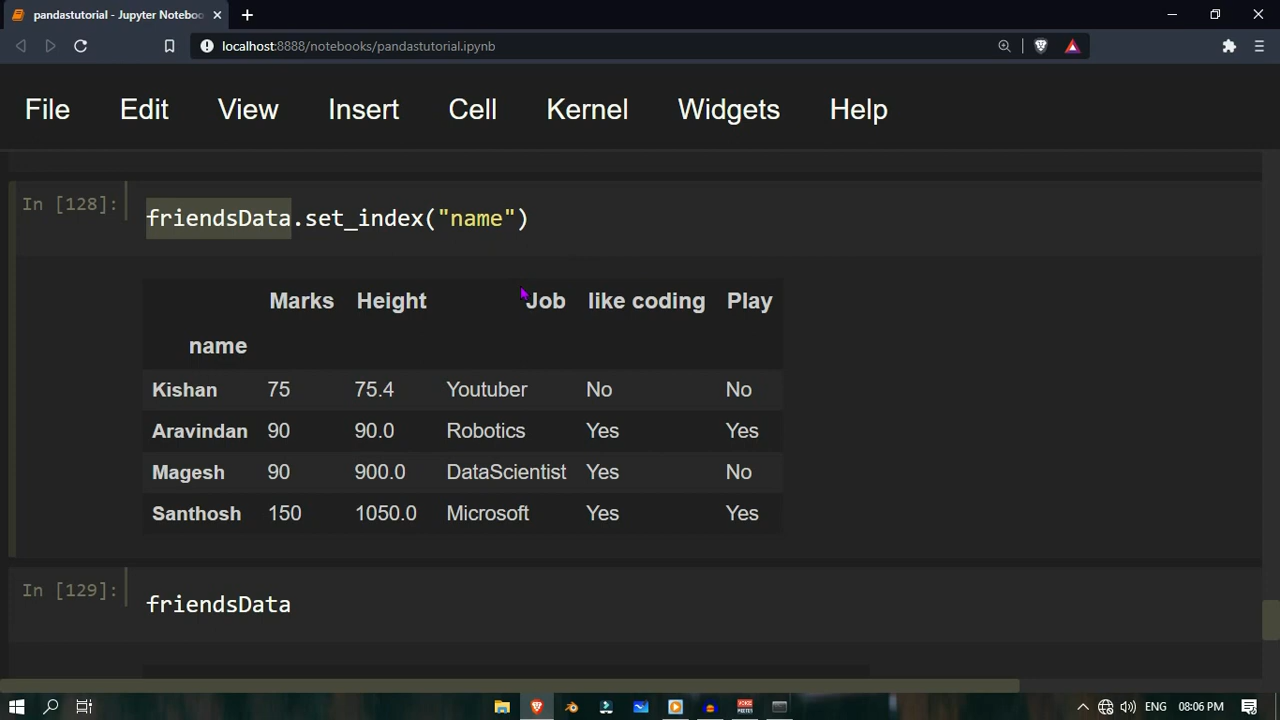 pandastutorial - Jupyter Noteboo
localhost:8888/notebooks/pandastutorial.ipynb
File Edit View Insert Cell Kernel Widgets Help
In [128]: friendsData.set_index("name")
Marks Height Job like coding Play
name
Kishan 75 75.4 Youtuber No No
Aravindan 90 90.0 Robotics Yes Yes
Magesh 90 900.0 DataScientist Yes No
Santhosh 150 1050.0 Microsoft Yes Yes
In [129]: friendsData
ENG 08:06 PM